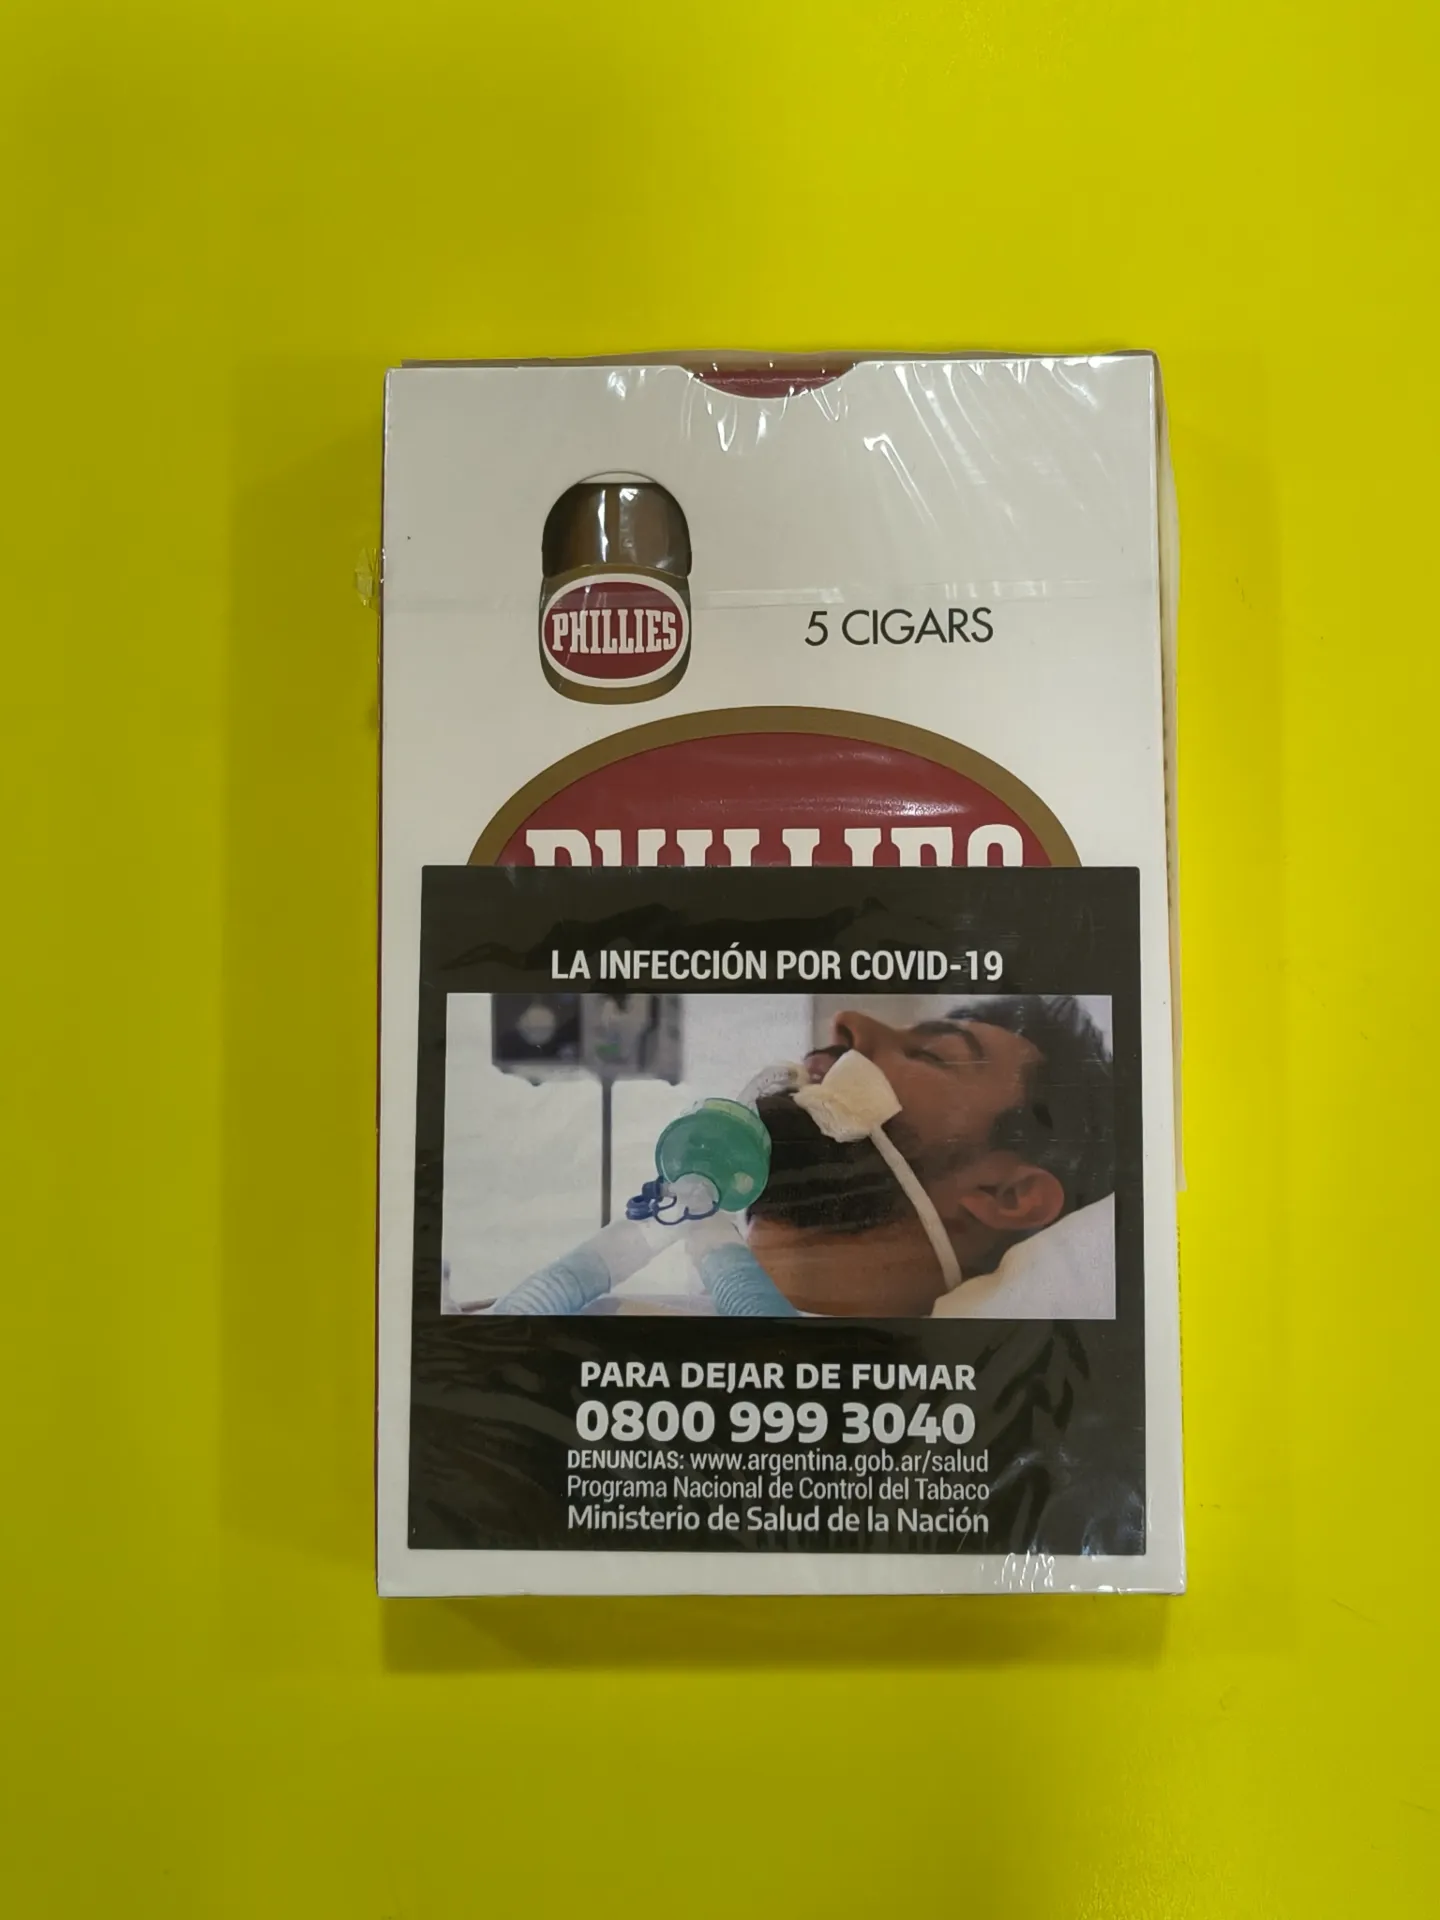 PHILLIES
5 CIGARS
PHILLIES
LA INFECCIÓN POR COVID-19
PARA DEJAR DE FUMAR
0800 999 3040
DENUNCIAS: www.argentina.gob.ar/salud
Programa Nacional de Control del Tabaco
Ministerio de Salud de la Nación